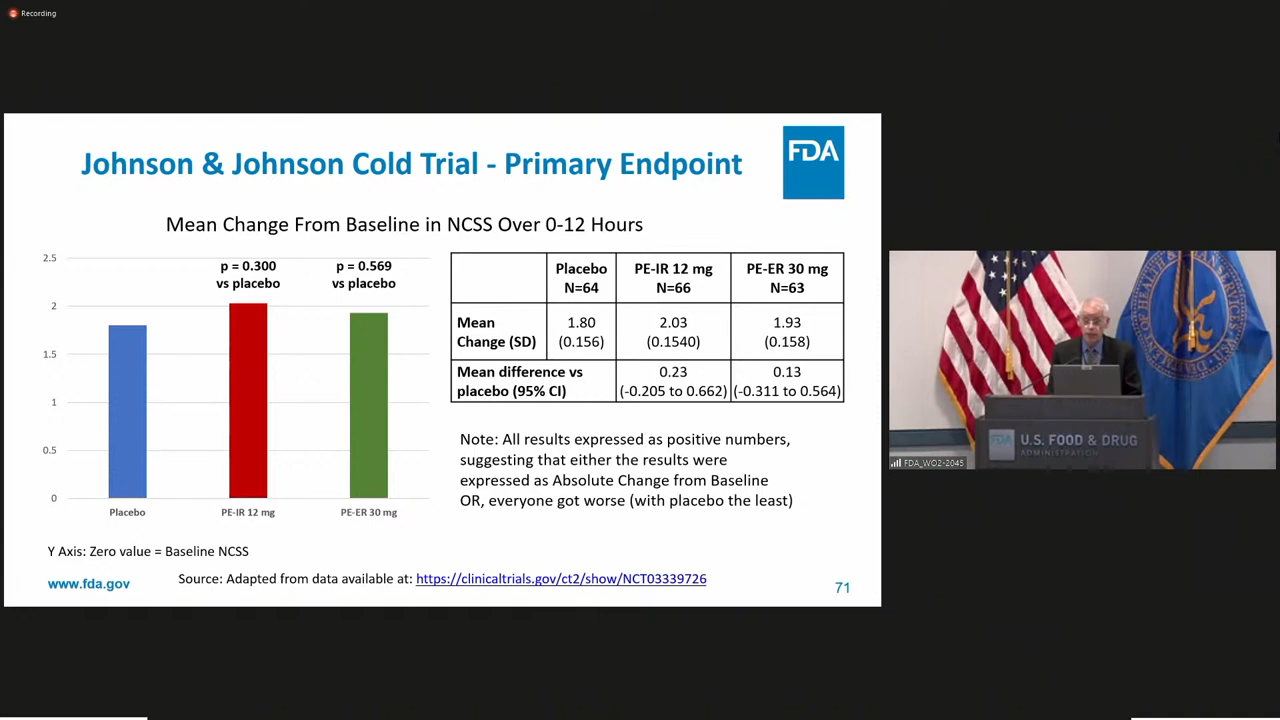 Recording
Johnson & Johnson Cold Trial - Primary Endpoint
FDA
Mean Change From Baseline in NCSS Over 0-12 Hours
2.5
2
1.5
1
0.5
0
p = 0.300
vs placebo
p = 0.569
vs placebo
Placebo
PE-IR 12 mg
PE-ER 30 mg
Placebo
N=64
PE-IR 12 mg
N=66
PE-ER 30 mg
N=63
Mean
Change (SD)
1.80
(0.156)
2.03
(0.1540)
1.93
(0.158)
Mean difference vs
placebo (95% CI)
0.23
(-0.205 to 0.662)
0.13
(-0.311 to 0.564)
Note: All results expressed as positive numbers,
suggesting that either the results were
expressed as Absolute Change from Baseline
OR, everyone got worse (with placebo the least)
Y Axis: Zero value = Baseline NCSS
Source: Adapted from data available at: https://clinicaltrials.gov/ct2/show/NCT03339726
www.fda.gov
71
FDA
U.S. FOOD & DRUG
ADMINISTRATION
FDA_WO2-2045